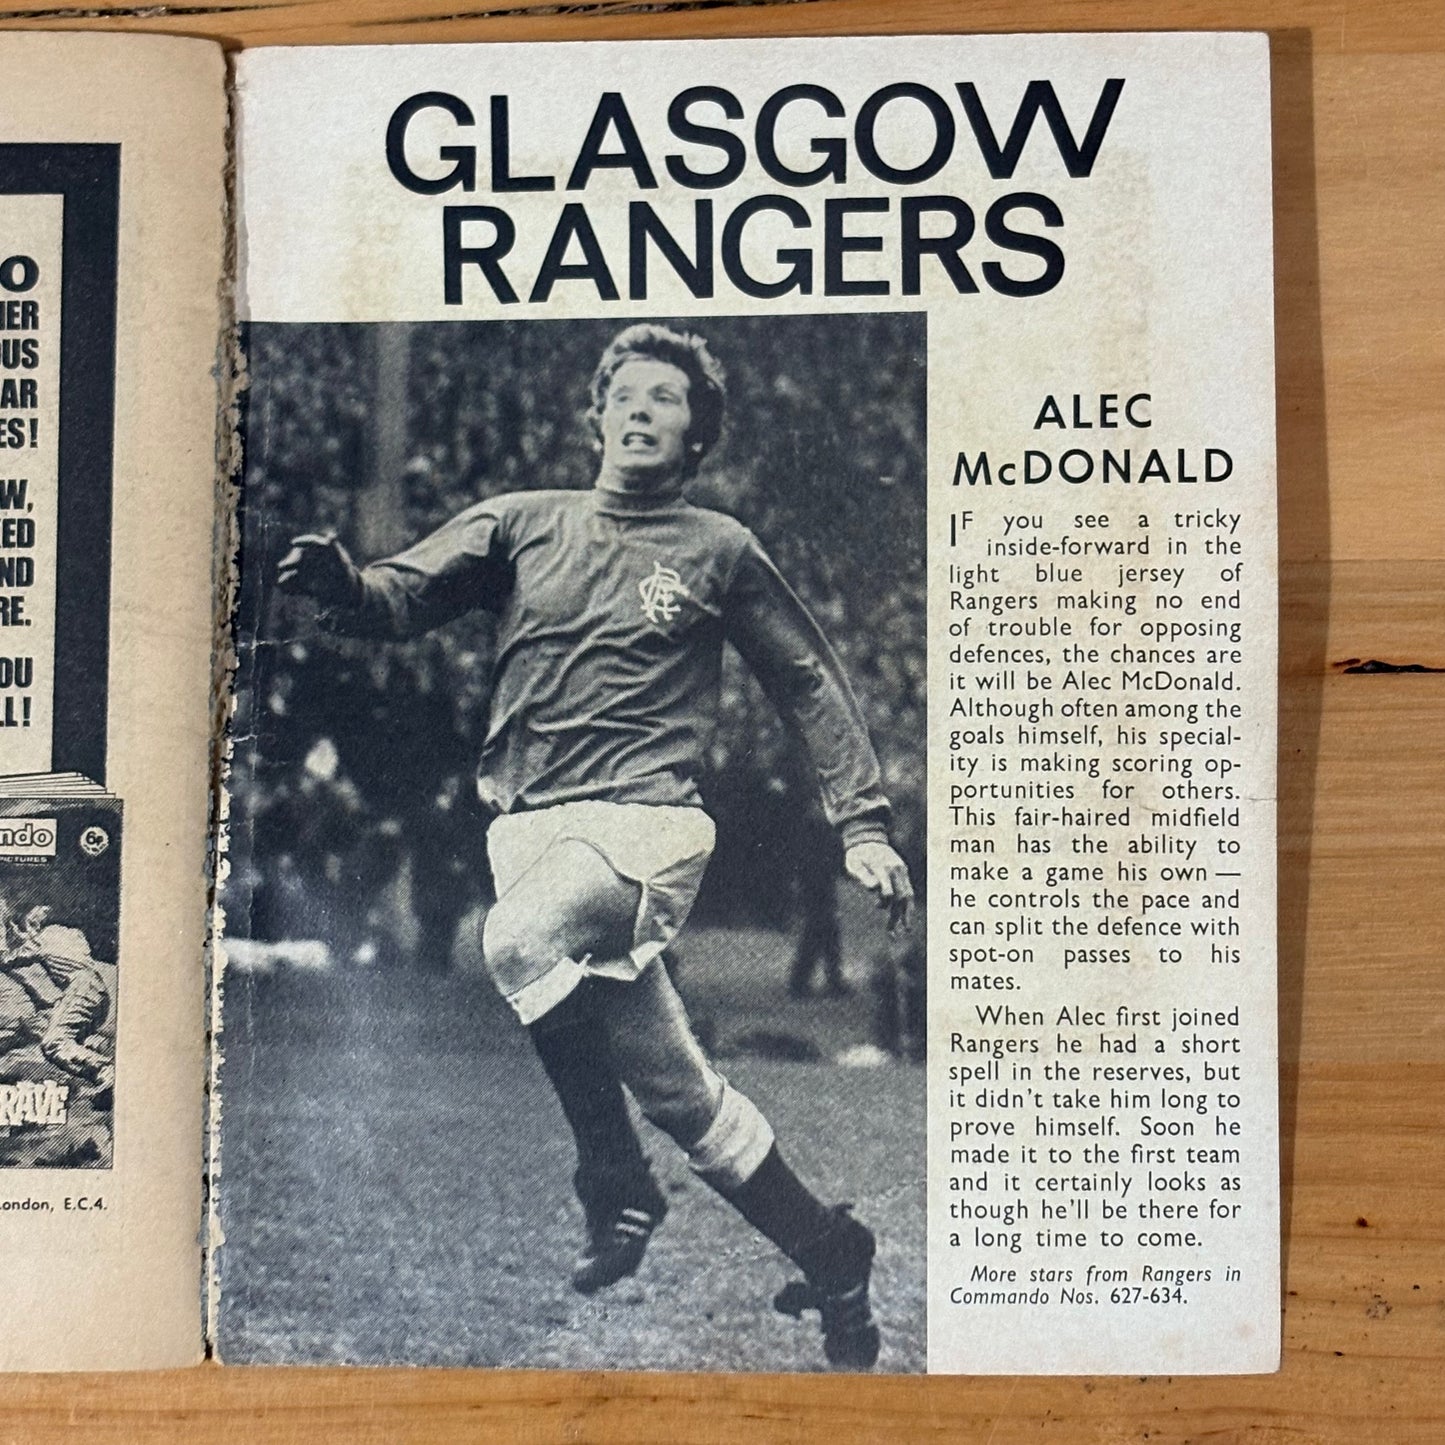 O
HER
OUS
AR
ES!
W,
KED
ND
RE.
OU
LL!
ndo
6p
PICTURES
RAVE
London, E.C.4.
GLASGOW
RANGERS
ALEC
McDONALD
IF you see a tricky
inside-forward in the
light blue jersey of
Rangers making no end
of trouble for opposing
defences, the chances are
it will be Alec McDonald.
Although often among the
goals himself, his special-
ity is making scoring op-
portunities for others.
This fair-haired midfield
man has the ability to
make a game his own —
he controls the pace and
can split the defence with
spot-on passes to his
mates.
When Alec first joined
Rangers he had a short
spell in the reserves, but
it didn't take him long to
prove himself. Soon he
made it to the first team
and it certainly looks as
though he'll be there for
a long time to come.
More stars from Rangers in
Commando Nos. 627-634.